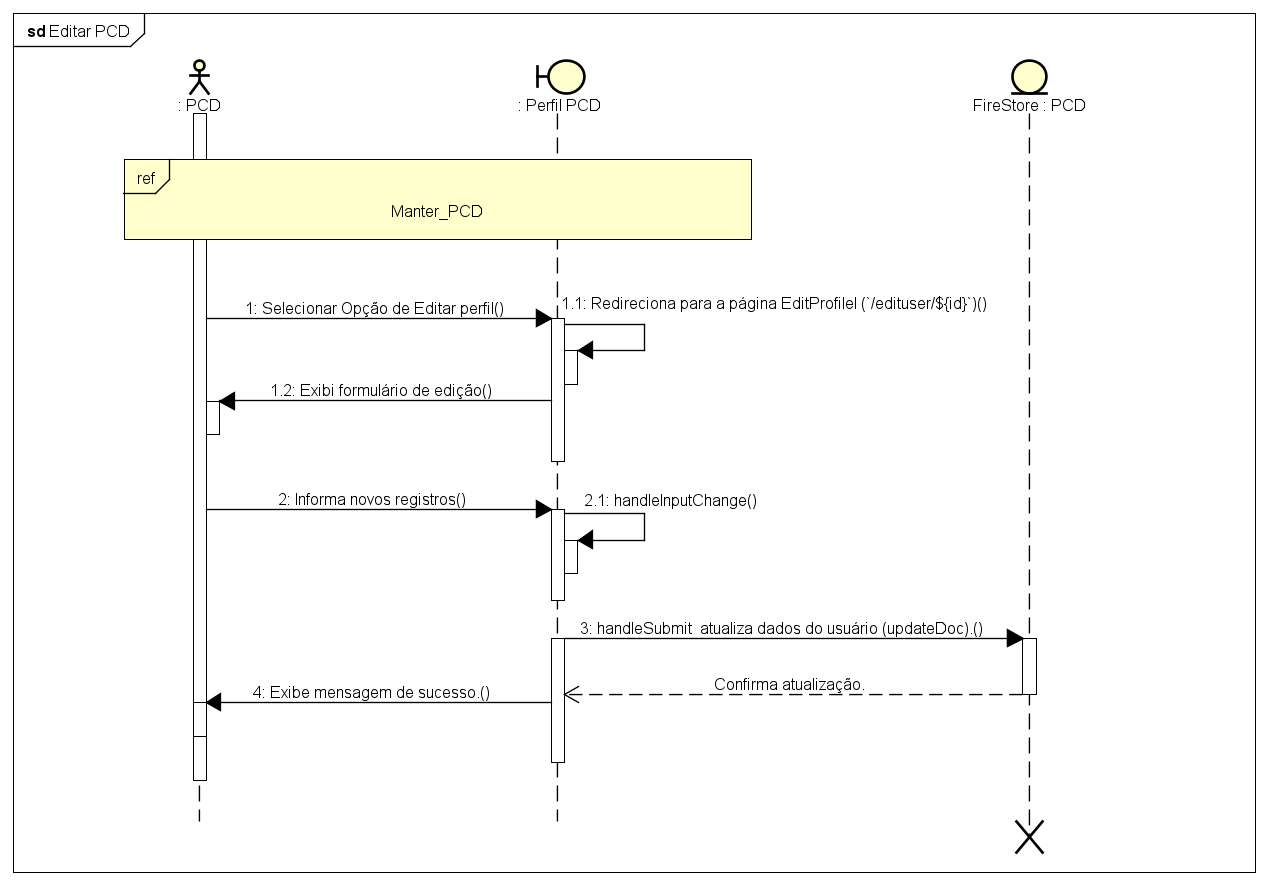 sd Editar PCD
: PCD
: Perfil PCD
FireStore : PCD
ref
Manter_PCD
1: Selecionar Opção de Editar perfil()
1.1: Redireciona para a página EditProfileI (`/edituser/${id}`)()
1.2: Exibi formulário de edição()
2: Informa novos registros()
2.1: handleInputChange()
3: handleSubmit  atualiza dados do usuário (updateDoc).()
Confirma atualização.
4: Exibe mensagem de sucesso.()